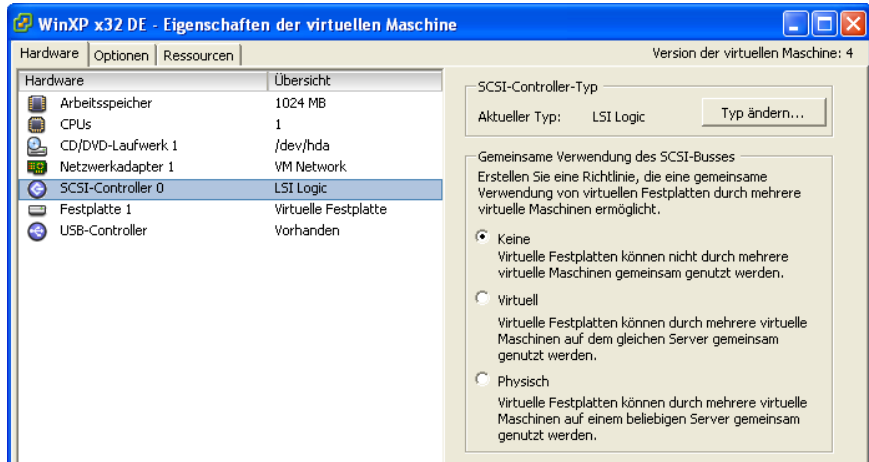 WinXP x32 DE - Eigenschaften der virtuellen Maschine
Hardware Optionen Ressourcen Version der virtuellen Maschine: 4
Hardware Übersicht
Arbeitsspeicher 1024 MB
CPUs 1
CD/DVD-Laufwerk 1 /dev/hda
Netzwerkadapter 1 VM Network
SCSI-Controller 0 LSI Logic
Festplatte 1 Virtuelle Festplatte
USB-Controller Vorhanden
SCSI-Controller-Typ
Aktueller Typ: LSI Logic Typ ändern...
Gemeinsame Verwendung des SCSI-Busses
Erstellen Sie eine Richtlinie, die eine gemeinsame
Verwendung von virtuellen Festplatten durch mehrere
virtuelle Maschinen ermöglicht.
Keine
Virtuelle Festplatten können nicht durch mehrere
virtuelle Maschinen gemeinsam genutzt werden.
Virtuell
Virtuelle Festplatten können durch mehrere virtuelle
Maschinen auf dem gleichen Server gemeinsam
genutzt werden.
Physisch
Virtuelle Festplatten können durch mehrere virtuelle
Maschinen auf einem beliebigen Server gemeinsam
genutzt werden.